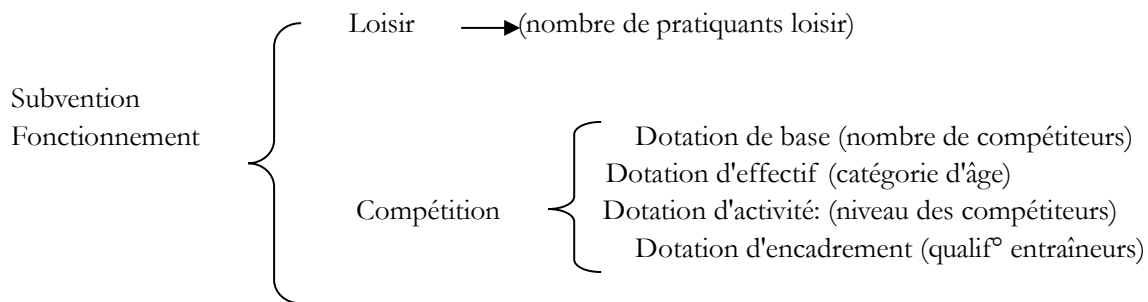 Loisir (nombre de pratiquants loisir)
Subvention
Fonctionnement
Dotation de base (nombre de compétiteurs)
Dotation d'effectif (catégorie d'âge)
Compétition
Dotation d'activité: (niveau des compétiteurs)
Dotation d'encadrement (qualif° entraîneurs)